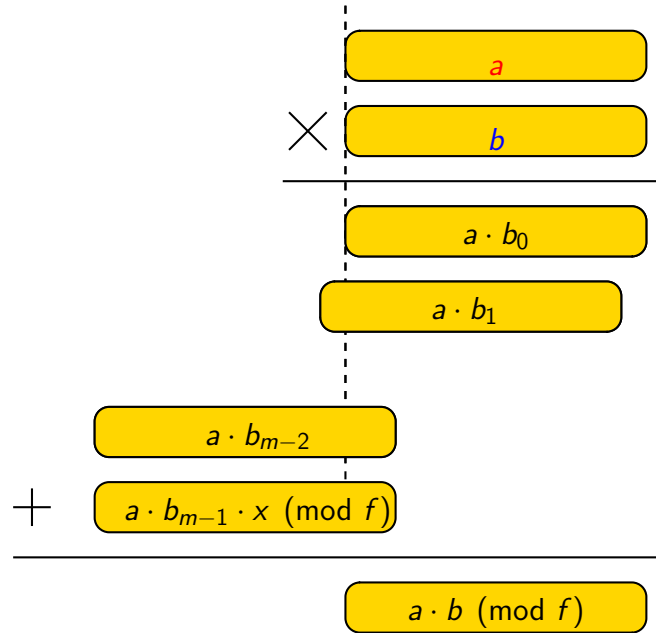 a
× b
a · b₀
a · b₁
a · bₘ₋₂
+ a · bₘ₋₁ · x (mod f)
a · b (mod f)